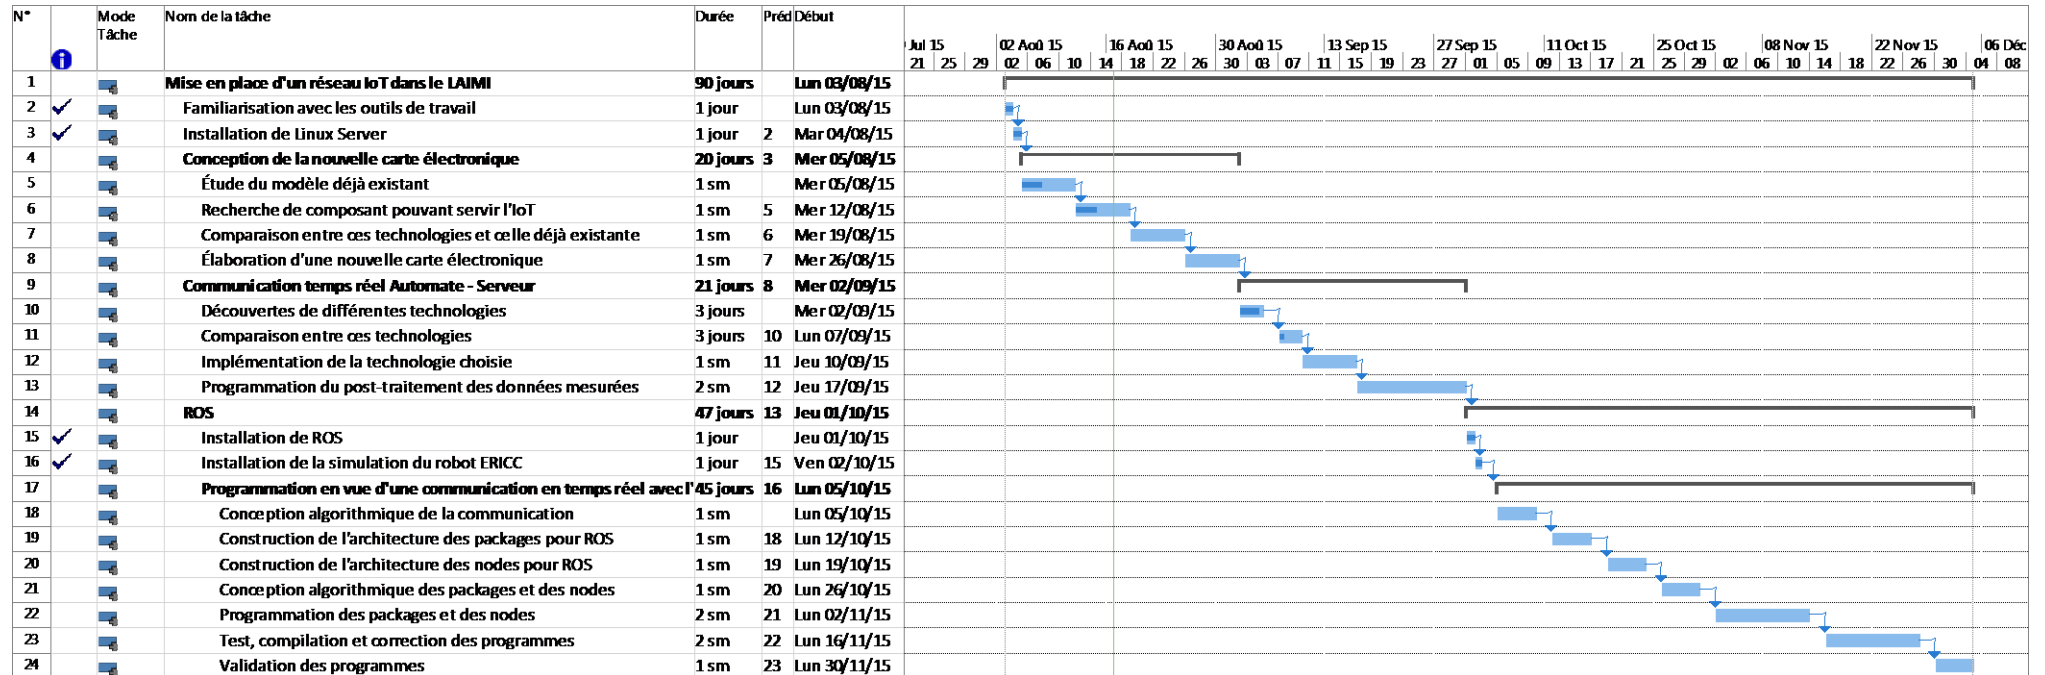 N° Mode Tâche Nom de la tâche Durée Préd Début
Jul 15 02 Aoû 15 16 Aoû 15 30 Aoû 15 13 Sep 15 27 Sep 15 11 Oct 15 25 Oct 15 08 Nov 15 22 Nov 15 06 Déc
21 25 29 02 06 10 14 18 22 26 30 03 07 11 15 19 23 27 01 05 09 13 17 21 25 29 02 06 10 14 18 22 26 30 04 08
1 Mise en place d'un réseau IoT dans le LAIMI 90 jours Lun 03/08/15
2 Familiarisation avec les outils de travail 1 jour Lun 03/08/15
3 Installation de Linux Server 1 jour 2 Mar 04/08/15
4 Conception de la nouvelle carte électronique 20 jours 3 Mer 05/08/15
5 Étude du modèle déjà existant 1 sm Mer 05/08/15
6 Recherche de composant pouvant servir l'IoT 1 sm 5 Mer 12/08/15
7 Comparaison entre ces technologies et celle déjà existante 1 sm 6 Mer 19/08/15
8 Élaboration d'une nouvelle carte électronique 1 sm 7 Mer 26/08/15
9 Communication temps réel Automate - Serveur 21 jours 8 Mer 02/09/15
10 Découvertes de différentes technologies 3 jours Mer 02/09/15
11 Comparaison entre ces technologies 3 jours 10 Lun 07/09/15
12 Implémentation de la technologie choisie 1 sm 11 Jeu 10/09/15
13 Programmation du post-traitement des données mesurées 2 sm 12 Jeu 17/09/15
14 ROS 47 jours 13 Jeu 01/10/15
15 Installation de ROS 1 jour Jeu 01/10/15
16 Installation de la simulation du robot ERICC 1 jour 15 Ven 02/10/15
17 Programmation en vue d'une communication en temps réel avec l' 45 jours 16 Lun 05/10/15
18 Conception algorithmique de la communication 1 sm Lun 05/10/15
19 Construction de l'architecture des packages pour ROS 1 sm 18 Lun 12/10/15
20 Construction de l'architecture des nodes pour ROS 1 sm 19 Lun 19/10/15
21 Conception algorithmique des packages et des nodes 1 sm 20 Lun 26/10/15
22 Programmation des packages et des nodes 2 sm 21 Lun 02/11/15
23 Test, compilation et correction des programmes 2 sm 22 Lun 16/11/15
24 Validation des programmes 1 sm 23 Lun 30/11/15